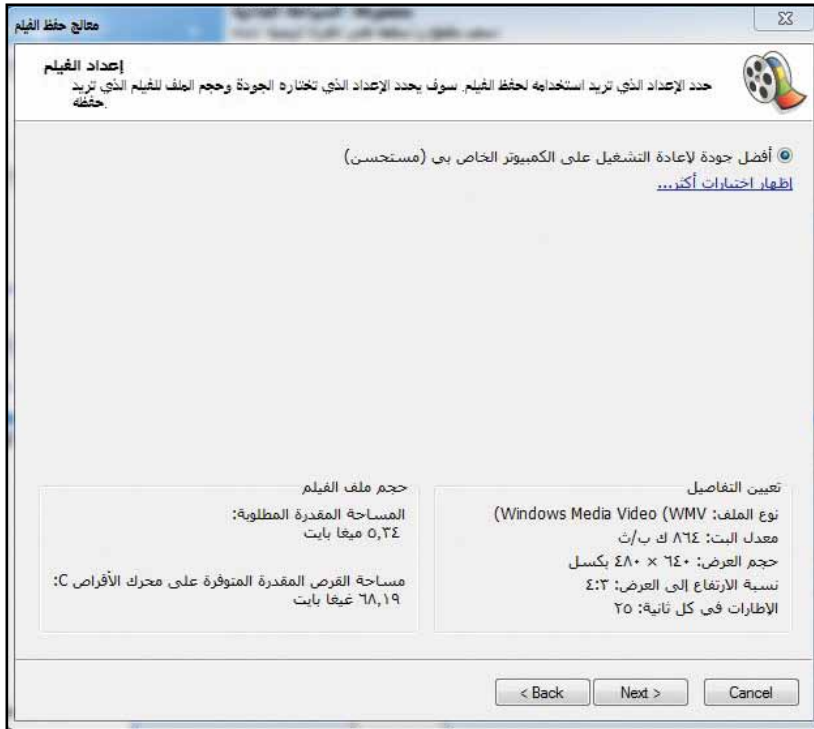 معالج حفظ الفيلم
إعداد الفيلم
حدد الإعداد الذي تريد استخدامه لحفظ الفيلم. سوف يحدد الإعداد الذي تختاره الجودة وحجم الملف للفيلم الذي تريد
حفظه.
أفضل جودة لإعادة التشغيل على الكمبيوتر الخاص بي (مستحسن)
إظهار اختيارات أكثر...
تعيين التفاصيل
نوع الملف: Windows Media Video (WMV)
معدل البت: ٨٦٤ ك ب/ث
حجم العرض: ٦٤٠ × ٤٨٠ بكسل
نسبة الارتفاع إلى العرض: ٤:٣
الإطارات في كل ثانية: ٢٥
حجم ملف الفيلم
المساحة المقدرة المطلوبة:
٥,٣٤ ميغا بايت
مساحة القرص المقدرة المتوفرة على محرك الأقراص C:
٦٨,١٩ غيغا بايت
< Back
Next >
Cancel